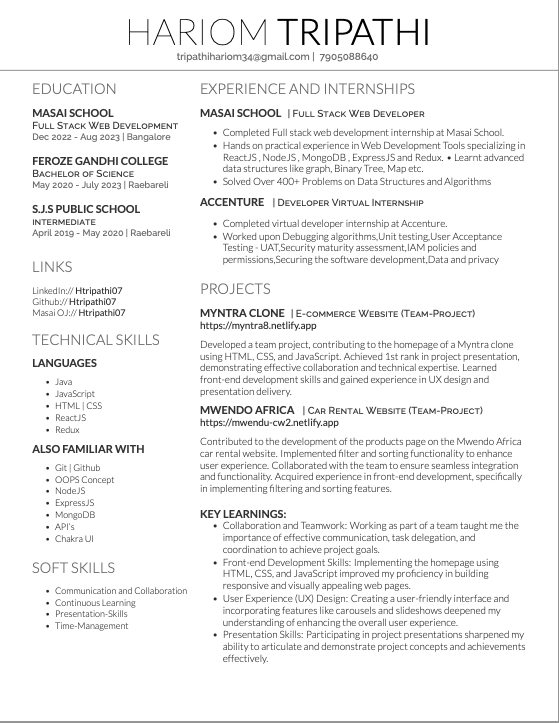 HARIOM TRIPATHI
tripathihariom34@gmail.com | 7905088640
EDUCATION
MASAI SCHOOL
FULL STACK WEB DEVELOPMENT
Dec 2022 - Aug 2023 | Bangalore
FEROZE GANDHI COLLEGE
BACHELOR OF SCIENCE
May 2020 - July 2023 | Raebareli
S.J.S PUBLIC SCHOOL
INTERMEDIATE
April 2019 - May 2020 | Raebareli
LINKS
LinkedIn:// Htripathi07
Github:// Htripathi07
Masai OJ:// Htripathi07
TECHNICAL SKILLS
LANGUAGES
• Java
• JavaScript
• HTML | CSS
• ReactJS
• Redux
ALSO FAMILIAR WITH
• Git | Github
• OOPS Concept
• NodeJS
• ExpressJS
• MongoDB
• API's
• Chakra UI
SOFT SKILLS
• Communication and Collaboration
• Continuous Learning
• Presentation-Skills
• Time-Management
EXPERIENCE AND INTERNSHIPS
MASAI SCHOOL | FULL STACK WEB DEVELOPER
• Completed Full stack web development internship at Masai School.
• Hands on practical experience in Web Development Tools specializing in
ReactJS , NodeJS , MongoDB , ExpressJS and Redux. • Learnt advanced
data structures like graph, Binary Tree, Map etc.
• Solved Over 400+ Problems on Data Structures and Algorithms
ACCENTURE | DEVELOPER VIRTUAL INTERNSHIP
• Completed virtual developer internship at Accenture.
• Worked upon Debugging algorithms,Unit testing,User Acceptance
Testing - UAT,Security maturity assessment,IAM policies and
permissions,Securing the software development,Data and privacy
PROJECTS
MYNTRA CLONE | E-COMMERCE WEBSITE (TEAM-PROJECT)
https://myntra8.netlify.app
Developed a team project, contributing to the homepage of a Myntra clone
using HTML, CSS, and JavaScript. Achieved 1st rank in project presentation,
demonstrating effective collaboration and technical expertise. Learned
front-end development skills and gained experience in UX design and
presentation delivery.
MWENDO AFRICA | CAR RENTAL WEBSITE (TEAM-PROJECT)
https://mwendu-cw2.netlify.app
Contributed to the development of the products page on the Mwendo Africa
car rental website. Implemented filter and sorting functionality to enhance
user experience. Collaborated with the team to ensure seamless integration
and functionality. Acquired experience in front-end development, specifically
in implementing filtering and sorting features.
KEY LEARNINGS:
• Collaboration and Teamwork: Working as part of a team taught me the
importance of effective communication, task delegation, and
coordination to achieve project goals.
• Front-end Development Skills: Implementing the homepage using
HTML, CSS, and JavaScript improved my proficiency in building
responsive and visually appealing web pages.
• User Experience (UX) Design: Creating a user-friendly interface and
incorporating features like carousels and slideshows deepened my
understanding of enhancing the overall user experience.
• Presentation Skills: Participating in project presentations sharpened my
ability to articulate and demonstrate project concepts and achievements
effectively.